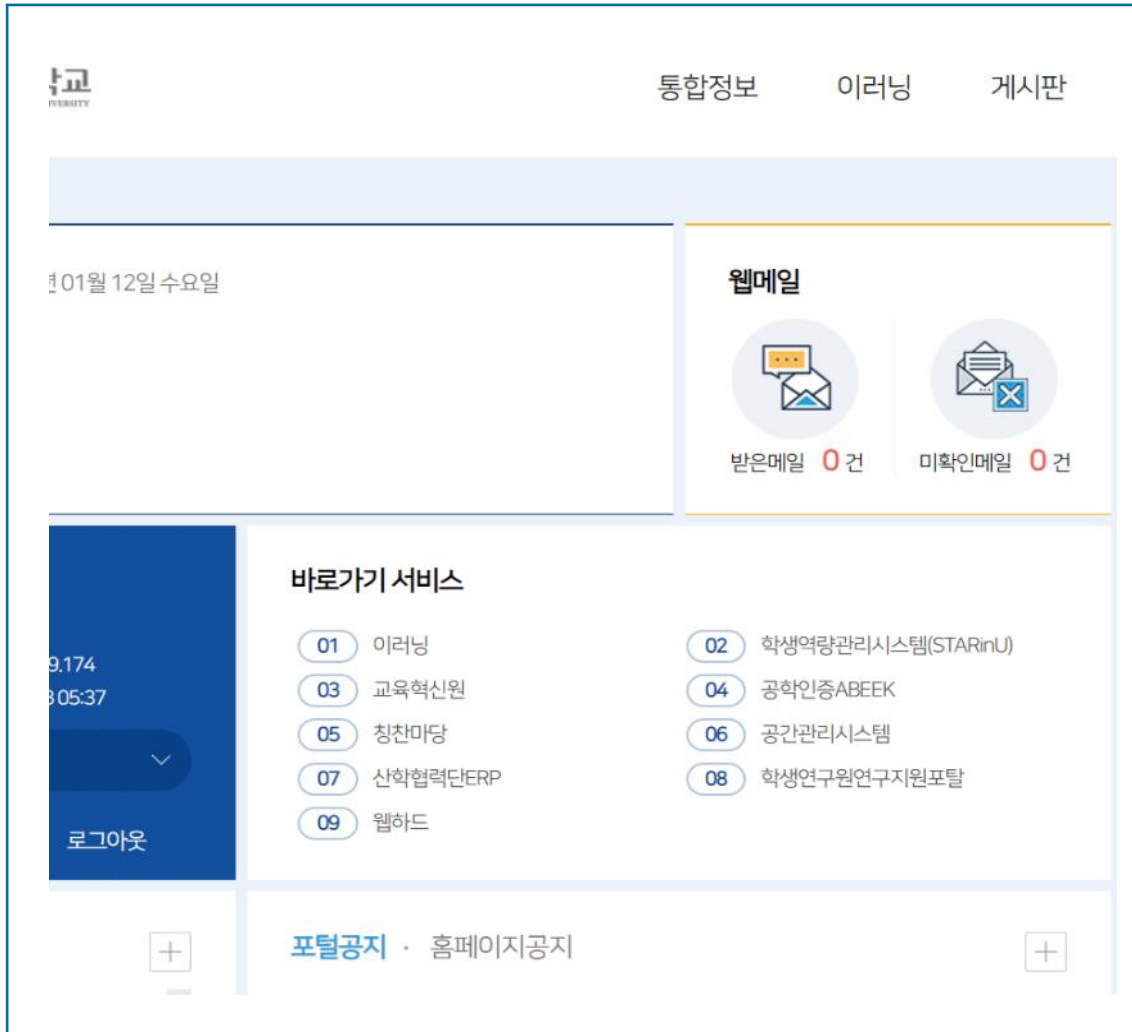 학교
통합정보 이러닝 게시판
01월 12일 수요일
웹메일
받은메일 0 건 미확인메일 0 건
바로가기 서비스
01 이러닝 02 학생역량관리시스템(STARinU)
9.174
03 교육혁신원 04 공학인증ABEEK
05:37
05 칭찬마당 06 공간관리시스템
07 산학협력단ERP 08 학생연구원연구지원포탈
09 웹하드
로그아웃
포털공지 · 홈페이지공지